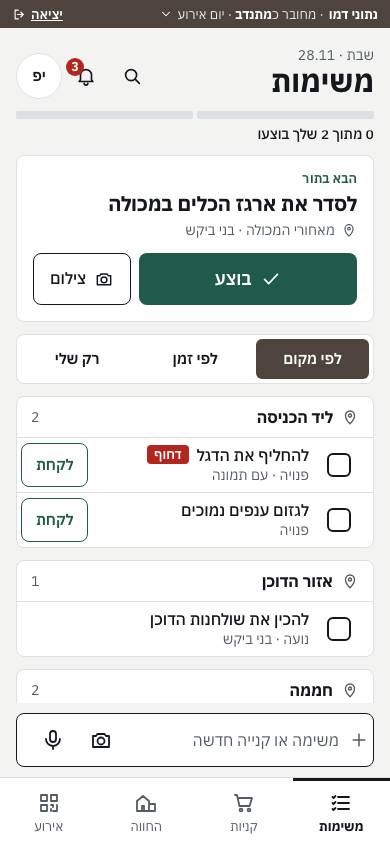 נתוני דמו · מחובר כמתנדב · יום אירוע
יציאה
שבת · 28.11
משימות
3
יפ
0 מתוך 2 שלך בוצעו
הבא בתור
לסדר את ארגז הכלים במכולה
מאחורי המכולה · בני ביקש
בוצע
צילום
לפי מקום
לפי זמן
רק שלי
ליד הכניסה
2
להחליף את הדגל דחוף
פנויה · עם תמונה
לקחת
לגזום ענפים נמוכים
פנויה
לקחת
אזור הדוכן
1
להכין את שולחנות הדוכן
נועה · בני ביקש
חממה
2
משימה או קנייה חדשה
משימות
קניות
החווה
אירוע